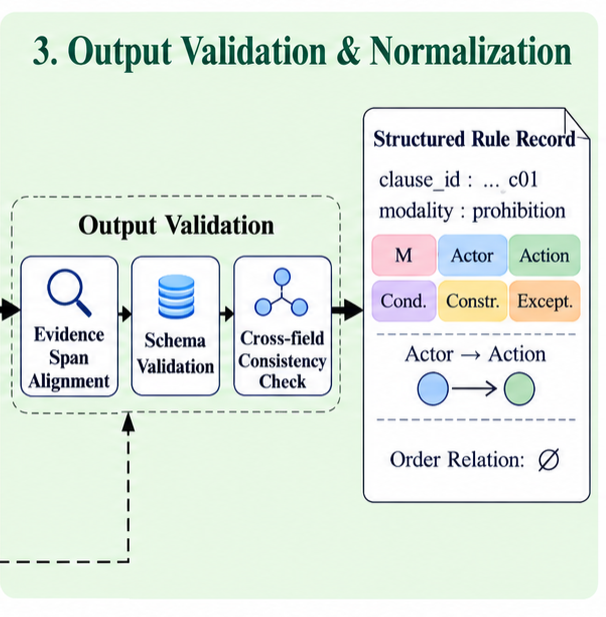 3. Output Validation & Normalization
Output Validation
Evidence
Span
Alignment
Schema
Validation
Cross-field
Consistency
Check
Structured Rule Record
clause_id : ... c01
modality : prohibition
M
Actor
Action
Cond.
Constr.
Except.
Actor → Action
Order Relation: ∅